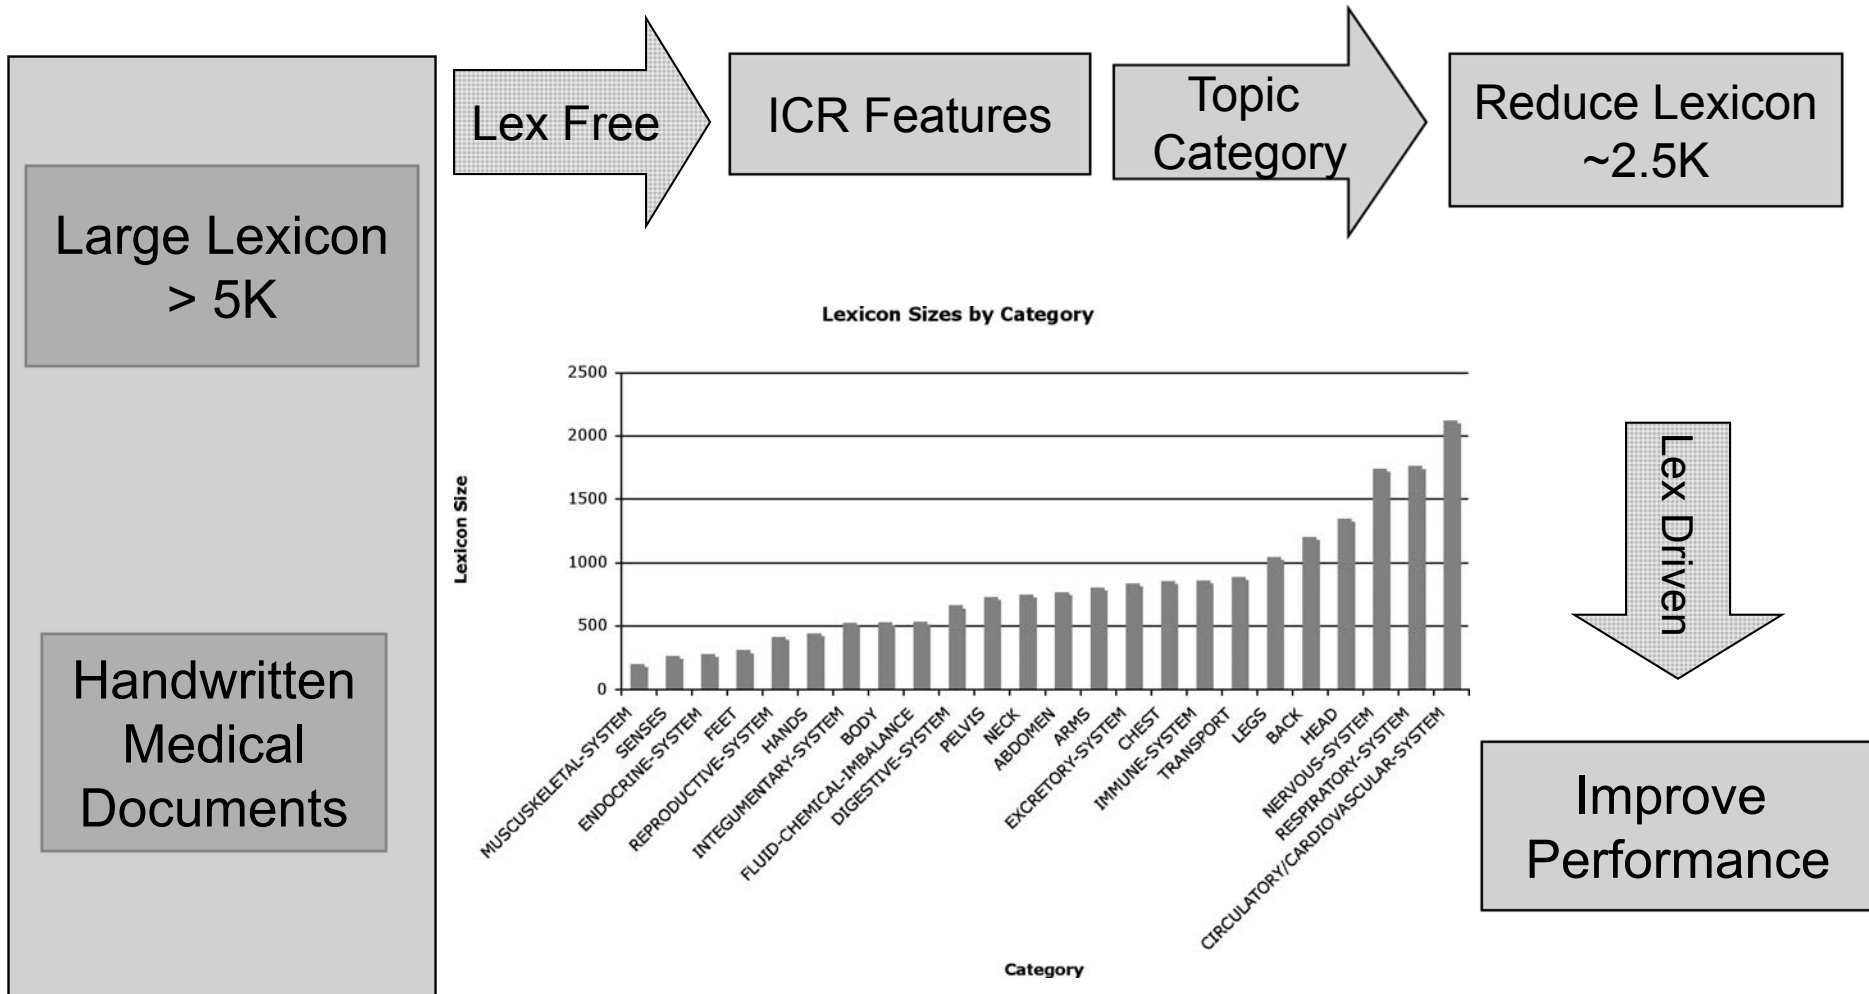 Large Lexicon
> 5K
Handwritten
Medical
Documents
Lex Free
ICR Features
Topic
Category
Reduce Lexicon
~2.5K
Lexicon Sizes by Category
Lexicon Size
2500
2000
1500
1000
500
0
MUSCUSKELETAL-SYSTEM
SENSES
ENDOCRINE-SYSTEM
FEET
REPRODUCTIVE-SYSTEM
HANDS
INTEGUMENTARY-SYSTEM
BODY
FLUID-CHEMICAL-IMBALANCE
DIGESTIVE-SYSTEM
PELVIS
NECK
ABDOMEN
ARMS
EXCRETORY-SYSTEM
CHEST
IMMUNE-SYSTEM
TRANSPORT
LEGS
BACK
HEAD
NERVOUS-SYSTEM
RESPIRATORY-SYSTEM
CIRCULATORY/CARDIOVASCULAR-SYSTEM
Category
Lex Driven
Improve
Performance